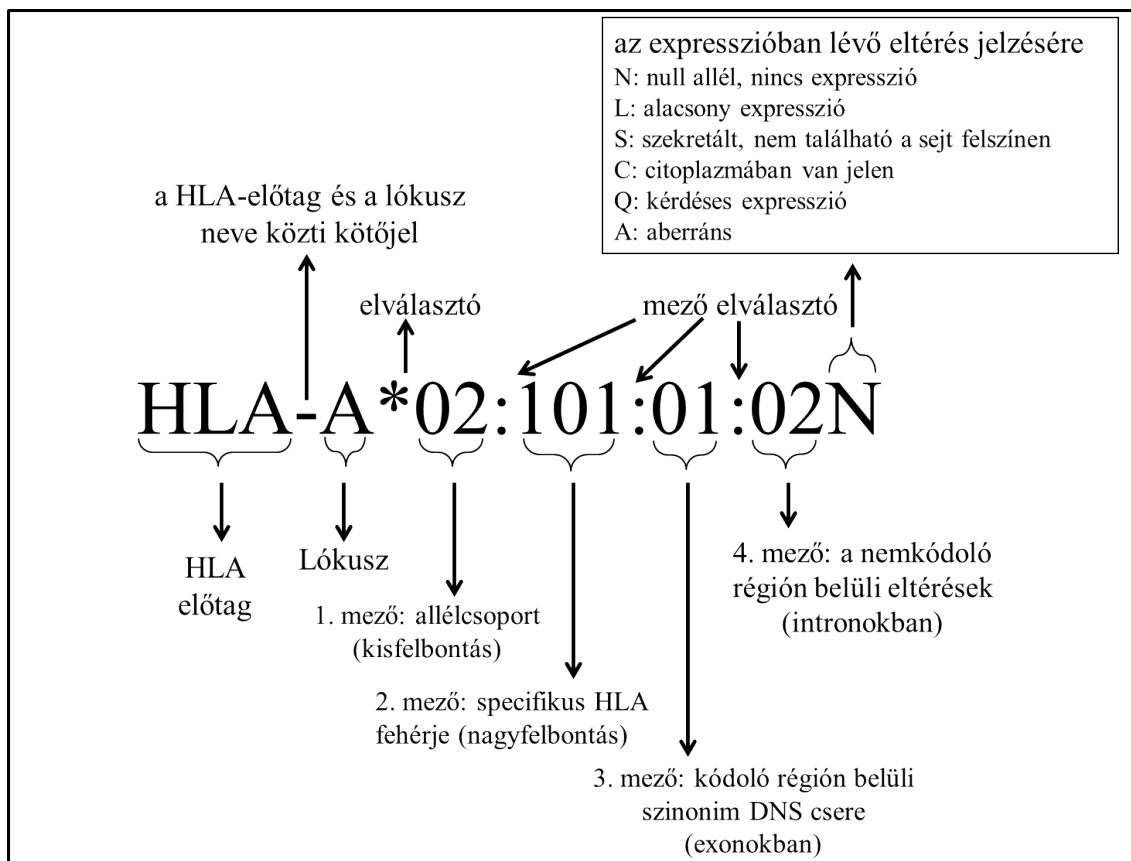 az expresszióban lévő eltérés jelzésére
N: null allél, nincs expresszió
L: alacsony expresszió
S: szekretált, nem található a sejt felszínen
C: citoplazmában van jelen
Q: kérdéses expresszió
A: aberráns
a HLA-előtag és a lókusz
neve közti kötőjel
elválasztó
mező elválasztó
HLA-A*02:101:01:02N
HLA
előtag
Lókusz
1. mező: allélcsoport
(kisfelbontás)
2. mező: specifikus HLA
fehérje (nagyfelbontás)
3. mező: kódoló région belüli
szinonim DNS csere
(exonokban)
4. mező: a nemkódoló
région belüli eltérések
(intronokban)